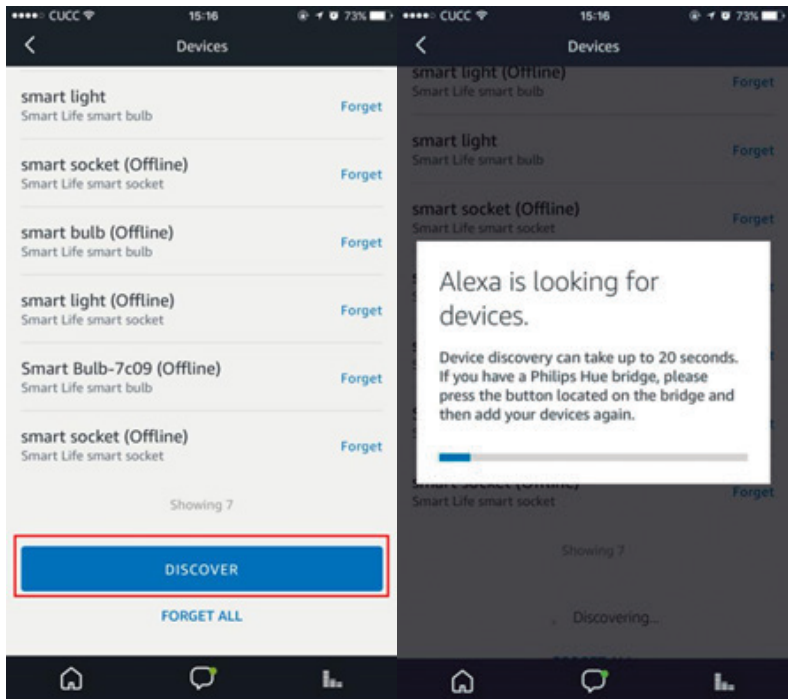 CUCC 15:16 73%
Devices
smart light
Smart Life smart bulb
Forget
smart socket (Offline)
Smart Life smart socket
Forget
smart bulb (Offline)
Smart Life smart bulb
Forget
smart light (Offline)
Smart Life smart socket
Forget
Smart Bulb-7c09 (Offline)
Smart Life smart bulb
Forget
smart socket (Offline)
Smart Life smart socket
Forget
Showing 7
DISCOVER
FORGET ALL
CUCC 15:16 73%
Devices
smart light (Offline)
Smart Life smart bulb
Forget
smart light
Smart Life smart bulb
Forget
smart socket (Offline)
Smart Life smart socket
Forget
Alexa is looking for
devices.
Device discovery can take up to 20 seconds.
If you have a Philips Hue bridge, please
press the button located on the bridge and
then add your devices again.
smart socket (Offline)
Smart Life smart socket
Forget
Showing 7
Discovering...